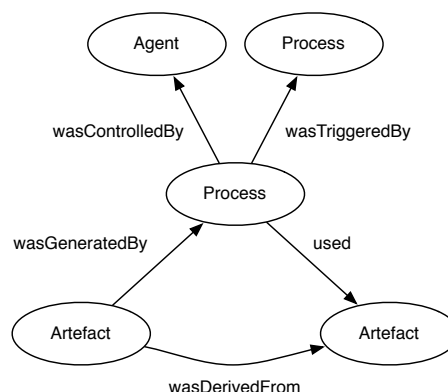 Agent Process
wasControlledBy wasTriggeredBy
Process
wasGeneratedBy used
Artefact Artefact
wasDerivedFrom